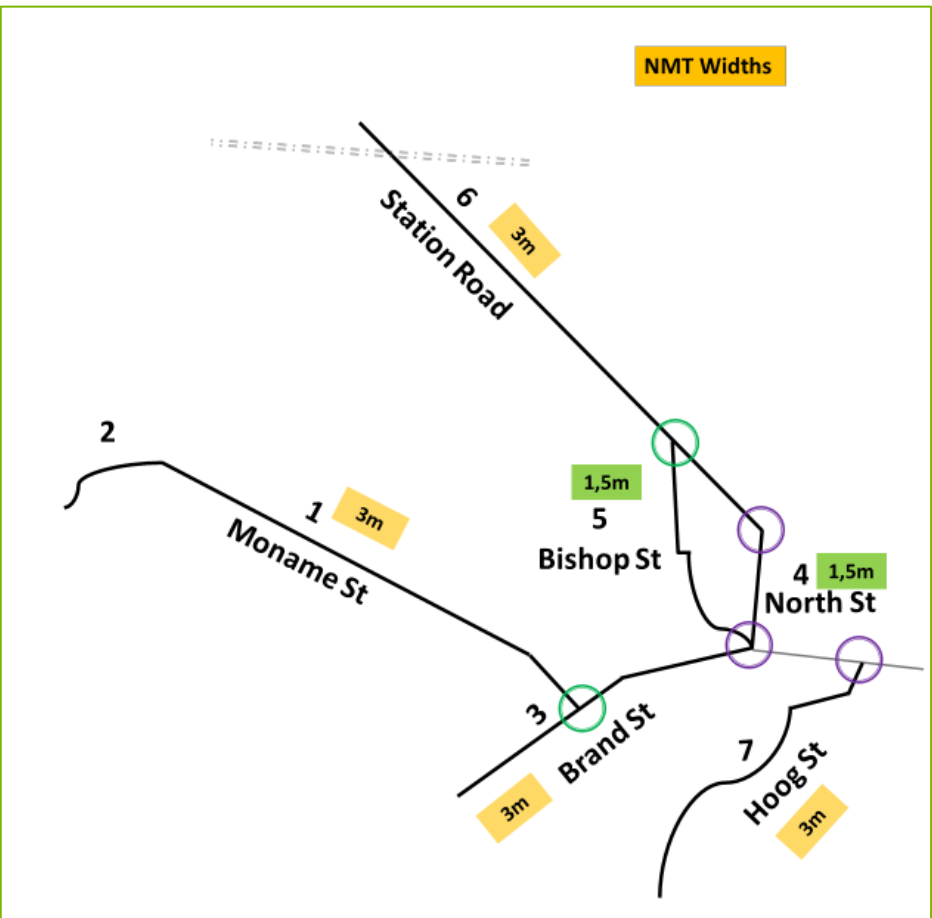 NMT Widths
6
3m
Station Road
2
1
3m
Moname St
1,5m
5
Bishop St
4
1,5m
North St
3
Brand St
3m
7
Hoog St
3m